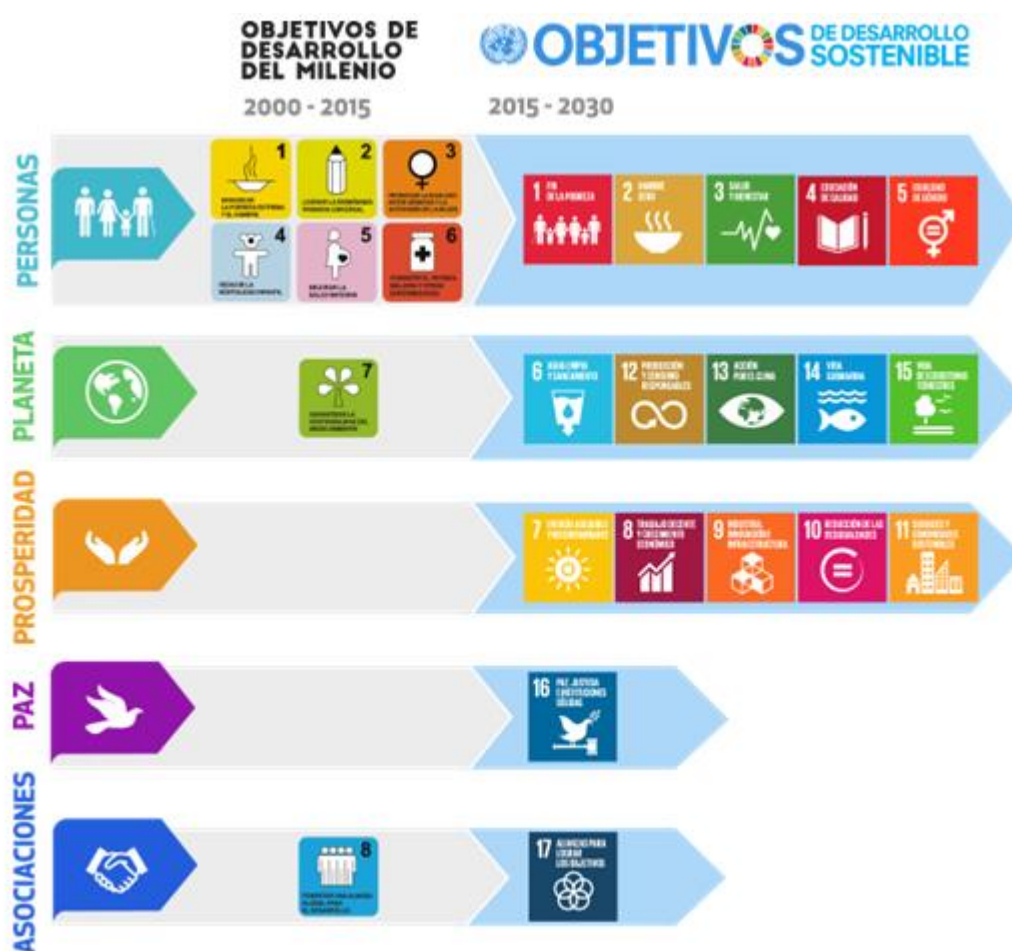 OBJETIVOS DE
DESARROLLO
DEL MILENIO
2000 - 2015
OBJETIVOS DE DESARROLLO
SOSTENIBLE
2015 - 2030
PERSONAS
1
2
3
4
5
6
1 FIN
DE LA POBREZA
2 HAMBRE
CERO
3 SALUD
Y BIENESTAR
4 EDUCACIÓN
DE CALIDAD
5 IGUALDAD
DE GÉNERO
PLANETA
7
6 AGUA LIMPIA
Y SANEAMIENTO
12 PRODUCCIÓN
Y CONSUMO
RESPONSABLES
13 ACCIÓN
POR EL CLIMA
14 VIDA
SUBMARINA
15 VIDA
DE ECOSISTEMAS
TERRESTRES
PROSPERIDAD
7 ENERGÍA ASEQUIBLE
Y NO CONTAMINANTE
8 TRABAJO DECENTE
Y CRECIMIENTO
ECONÓMICO
9 INDUSTRIA,
INNOVACIÓN E
INFRAESTRUCTURA
10 REDUCCIÓN DE LAS
DESIGUALDADES
11 CIUDADES Y
COMUNIDADES
SOSTENIBLES
PAZ
16 PAZ, JUSTICIA
E INSTITUCIONES
SÓLIDAS
ASOCIACIONES
8
17 ALIANZAS PARA
LOGRAR
LOS OBJETIVOS